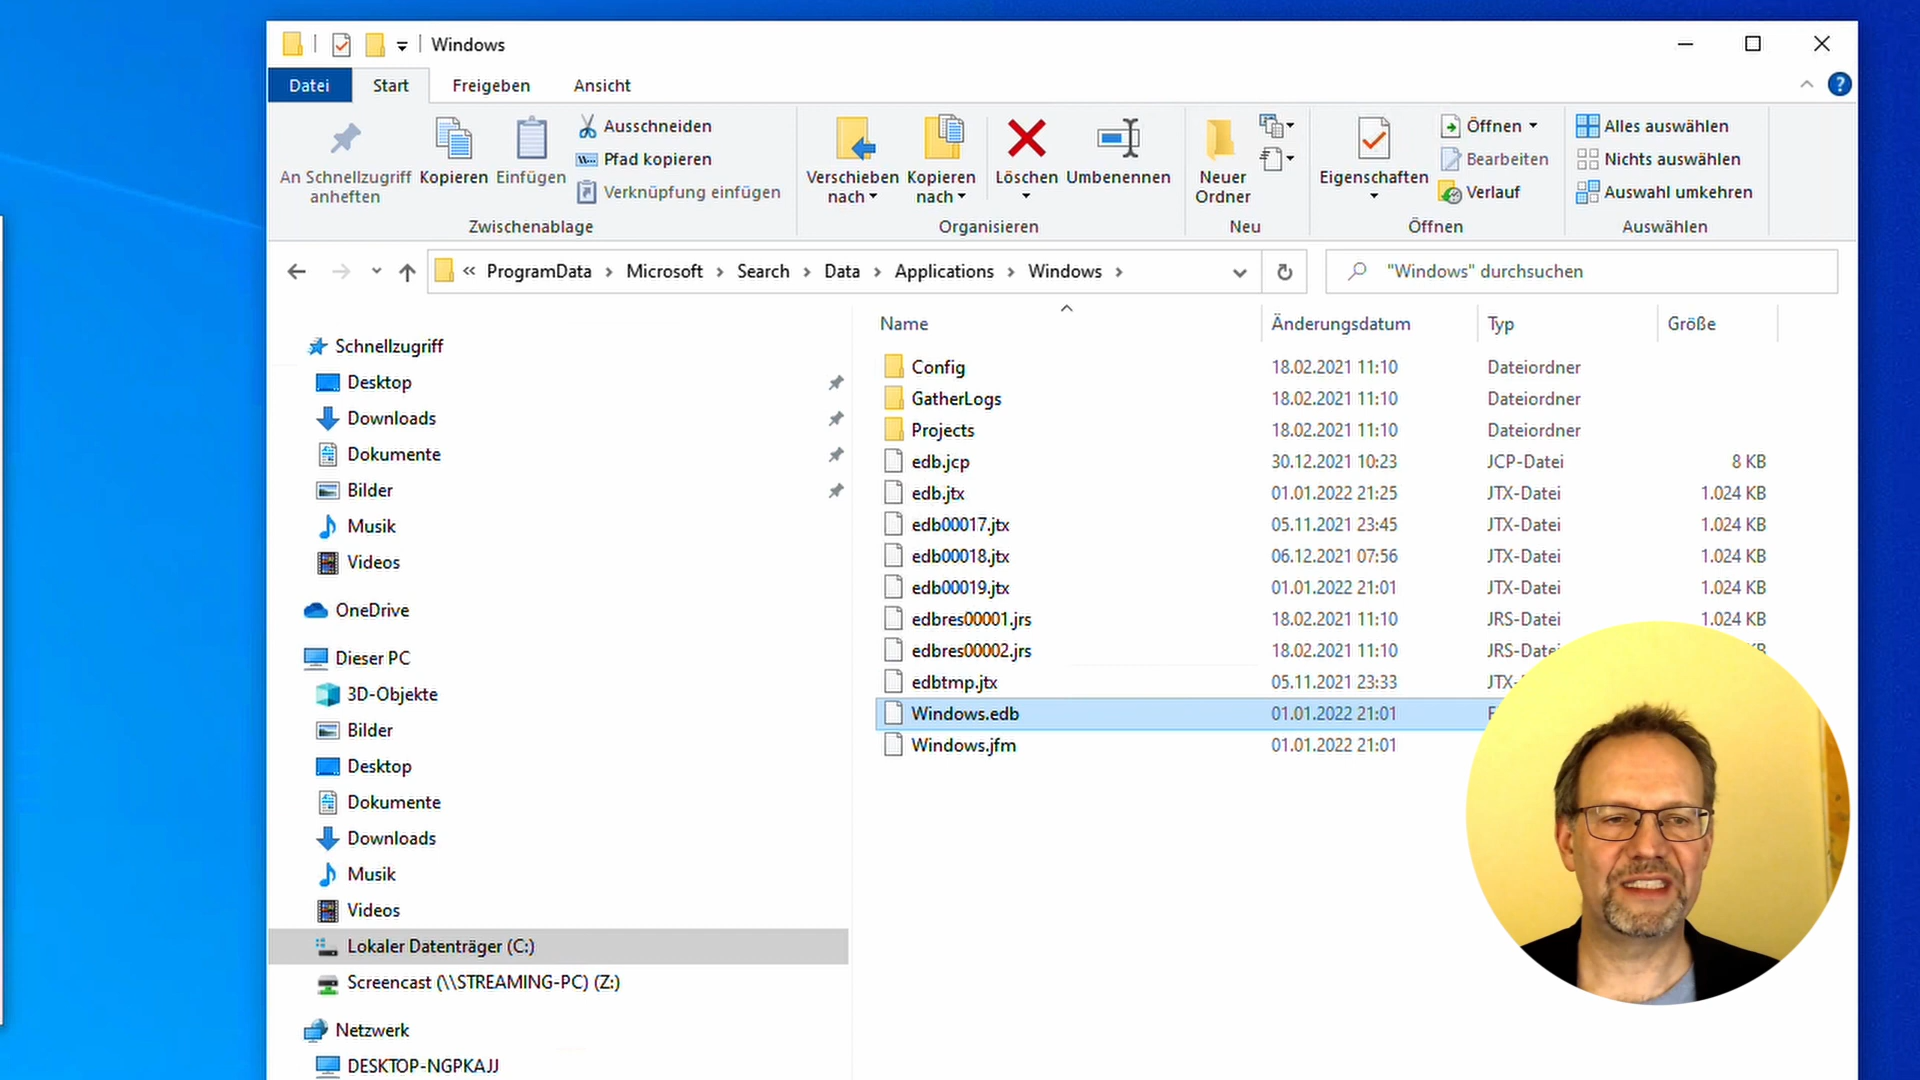 Windows
Datei Start Freigeben Ansicht
An Schnellzugriff anheften
Kopieren
Einfügen
Ausschneiden
Pfad kopieren
Verknüpfung einfügen
Zwischenablage
Verschieben nach
Kopieren nach
Löschen
Umbenennen
Organisieren
Neuer Ordner
Neu
Eigenschaften
Öffnen
Bearbeiten
Verlauf
Öffnen
Alles auswählen
Nichts auswählen
Auswahl umkehren
Auswählen
« ProgramData › Microsoft › Search › Data › Applications › Windows ›
"Windows" durchsuchen
Schnellzugriff
Desktop
Downloads
Dokumente
Bilder
Musik
Videos
OneDrive
Dieser PC
3D-Objekte
Bilder
Desktop
Dokumente
Downloads
Musik
Videos
Lokaler Datenträger (C:)
Screencast (\\STREAMING-PC) (Z:)
Netzwerk
DESKTOP-NGPKAJJ
Name Änderungsdatum Typ Größe
Config 18.02.2021 11:10 Dateiordner
GatherLogs 18.02.2021 11:10 Dateiordner
Projects 18.02.2021 11:10 Dateiordner
edb.jcp 30.12.2021 10:23 JCP-Datei 8 KB
edb.jtx 01.01.2022 21:25 JTX-Datei 1.024 KB
edb00017.jtx 05.11.2021 23:45 JTX-Datei 1.024 KB
edb00018.jtx 06.12.2021 07:56 JTX-Datei 1.024 KB
edb00019.jtx 01.01.2022 21:01 JTX-Datei 1.024 KB
edbres00001.jrs 18.02.2021 11:10 JRS-Datei 1.024 KB
edbres00002.jrs 18.02.2021 11:10 JRS-Datei
edbtmp.jtx 05.11.2021 23:33 JTX-
Windows.edb 01.01.2022 21:01
Windows.jfm 01.01.2022 21:01